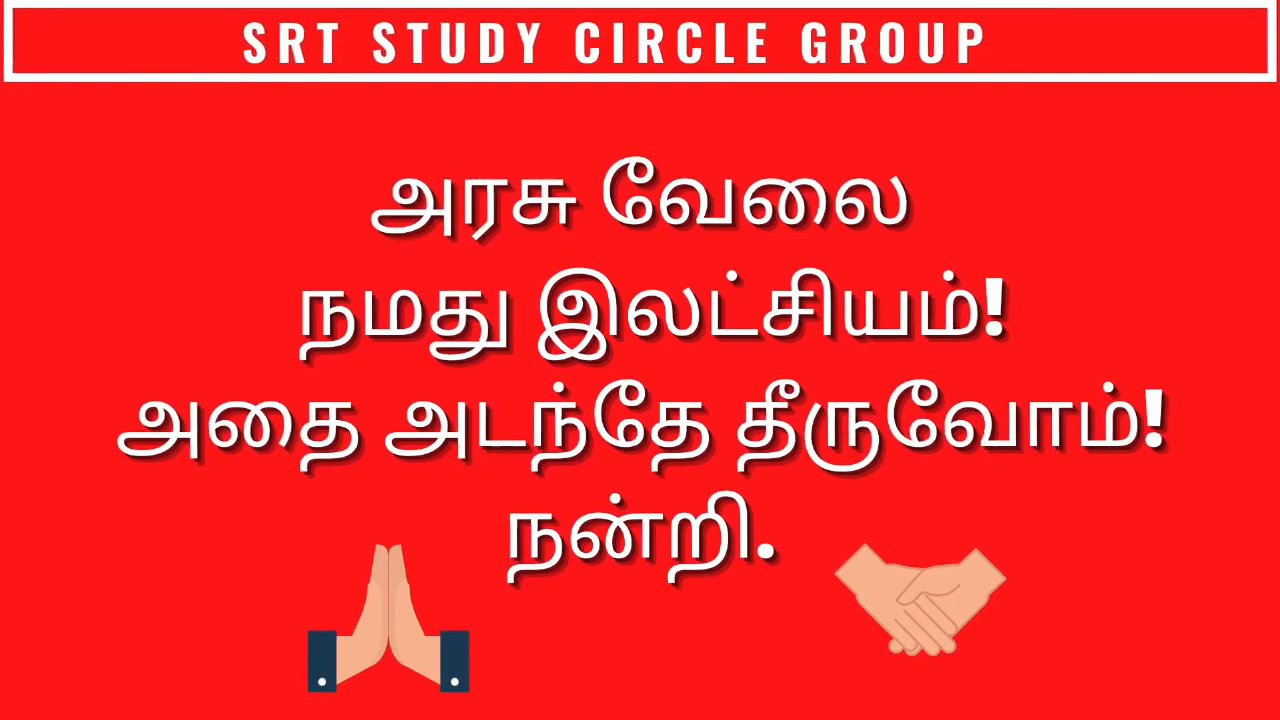 SRT STUDY CIRCLE GROUP
அரசு வேலை
நமது இலட்சியம்!
அதை அடந்தே தீருவோம்!
நன்றி.